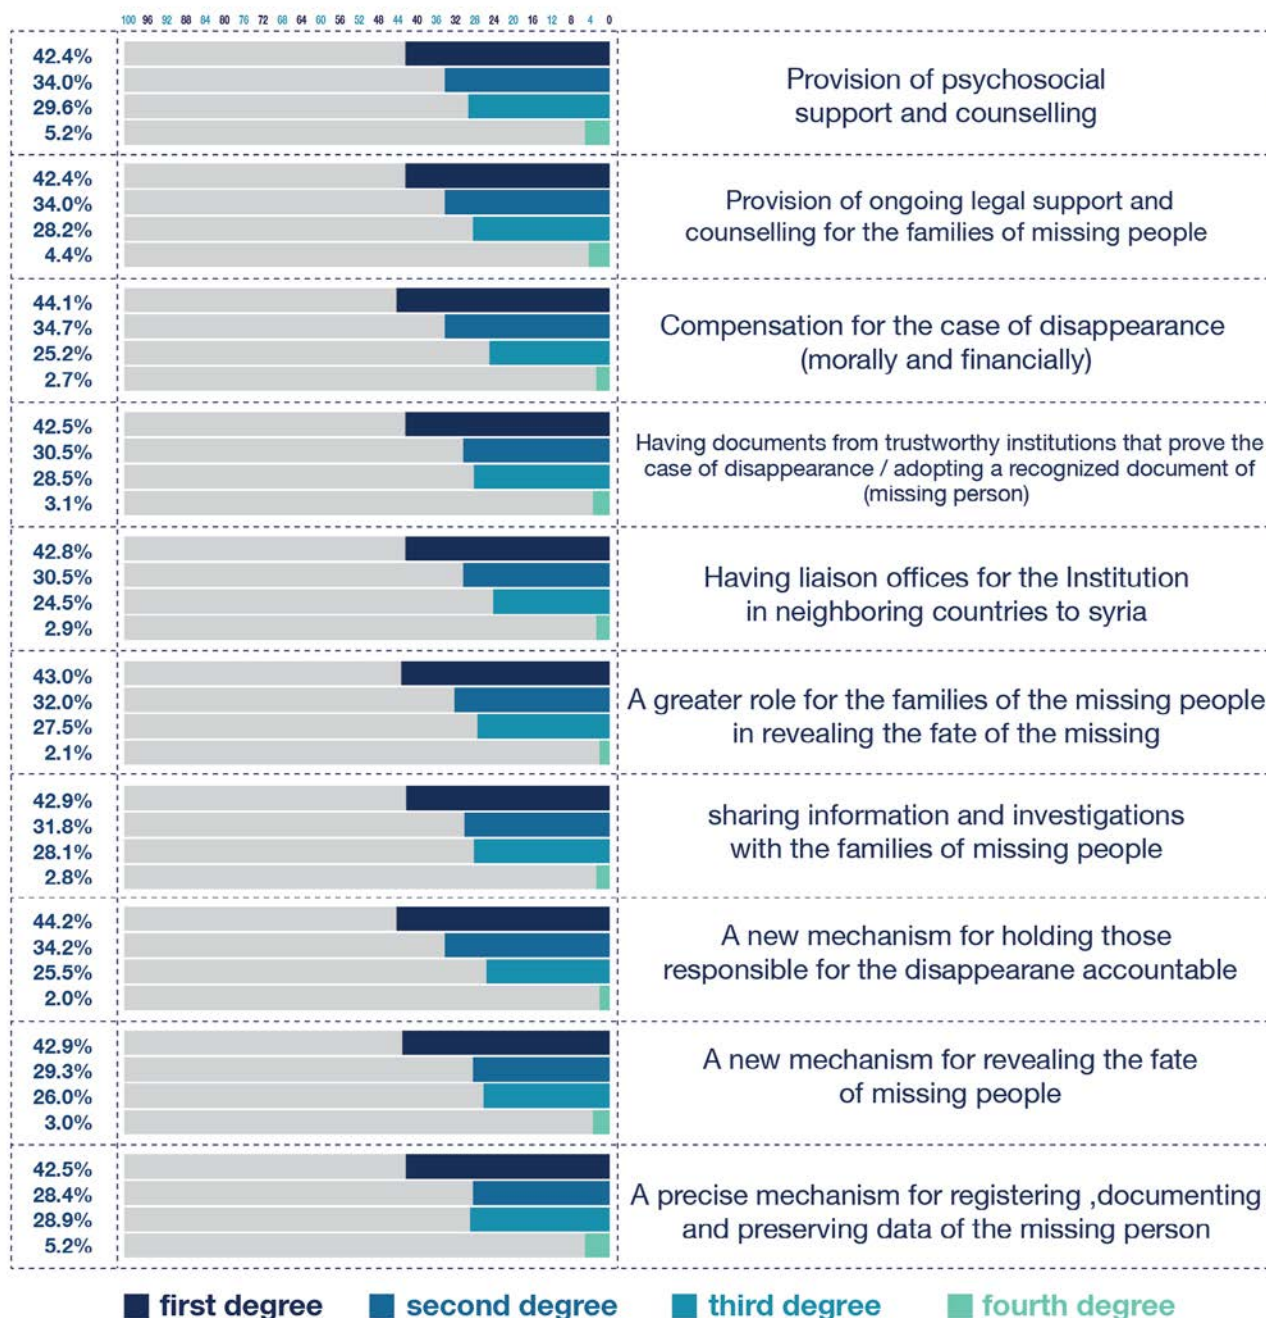 100 96 92 88 84 80 76 72 68 64 60 56 52 48 44 40 36 32 28 24 20 16 12 8 4 0
42.4%
34.0%
29.6%
5.2%
Provision of psychosocial
support and counselling
42.4%
34.0%
28.2%
4.4%
Provision of ongoing legal support and
counselling for the families of missing people
44.1%
34.7%
25.2%
2.7%
Compensation for the case of disappearance
(morally and financially)
42.5%
30.5%
28.5%
3.1%
Having documents from trustworthy institutions that prove the
case of disappearance / adopting a recognized document of
(missing person)
42.8%
30.5%
24.5%
2.9%
Having liaison offices for the Institution
in neighboring countries to syria
43.0%
32.0%
27.5%
2.1%
A greater role for the families of the missing people
in revealing the fate of the missing
42.9%
31.8%
28.1%
2.8%
sharing information and investigations
with the families of missing people
44.2%
34.2%
25.5%
2.0%
A new mechanism for holding those
responsible for the disappearane accountable
42.9%
29.3%
26.0%
3.0%
A new mechanism for revealing the fate
of missing people
42.5%
28.4%
28.9%
5.2%
A precise mechanism for registering ,documenting
and preserving data of the missing person
first degree second degree third degree fourth degree